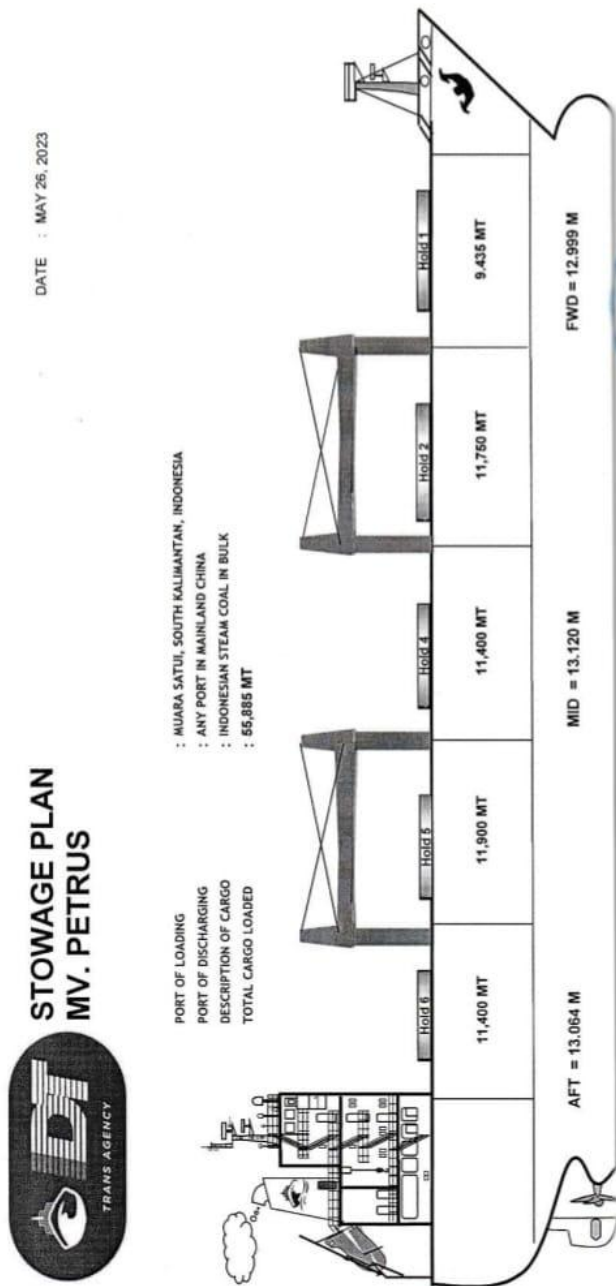 IDT
TRANS AGENCY
STOWAGE PLAN
MV. PETRUS
DATE : MAY 26, 2023
PORT OF LOADING : MUARA SATUI, SOUTH KALIMANTAN, INDONESIA
PORT OF DISCHARGING : ANY PORT IN MAINLAND CHINA
DESCRIPTION OF CARGO : INDONESIAN STEAM COAL IN BULK
TOTAL CARGO LOADED : 55,885 MT
Hold 6 Hold 5 Hold 4 Hold 2 Hold 1
11,400 MT 11,900 MT 11,400 MT 11,750 MT 9.435 MT
AFT = 13.064 M MID = 13.120 M FWD = 12.999 M